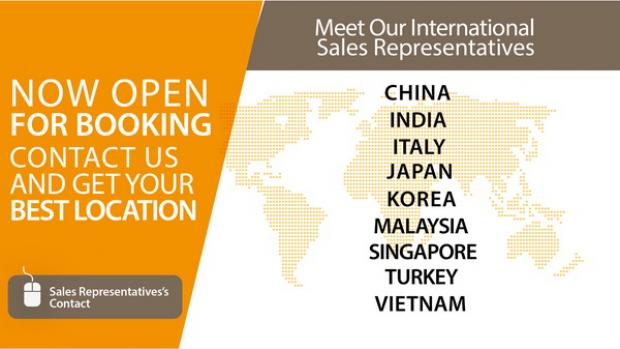 NOW OPEN
FOR BOOKING
CONTACT US
AND GET YOUR
BEST LOCATION
Sales Representatives's
Contact
Meet Our International
Sales Representatives
CHINA
INDIA
ITALY
JAPAN
KOREA
MALAYSIA
SINGAPORE
TURKEY
VIETNAM